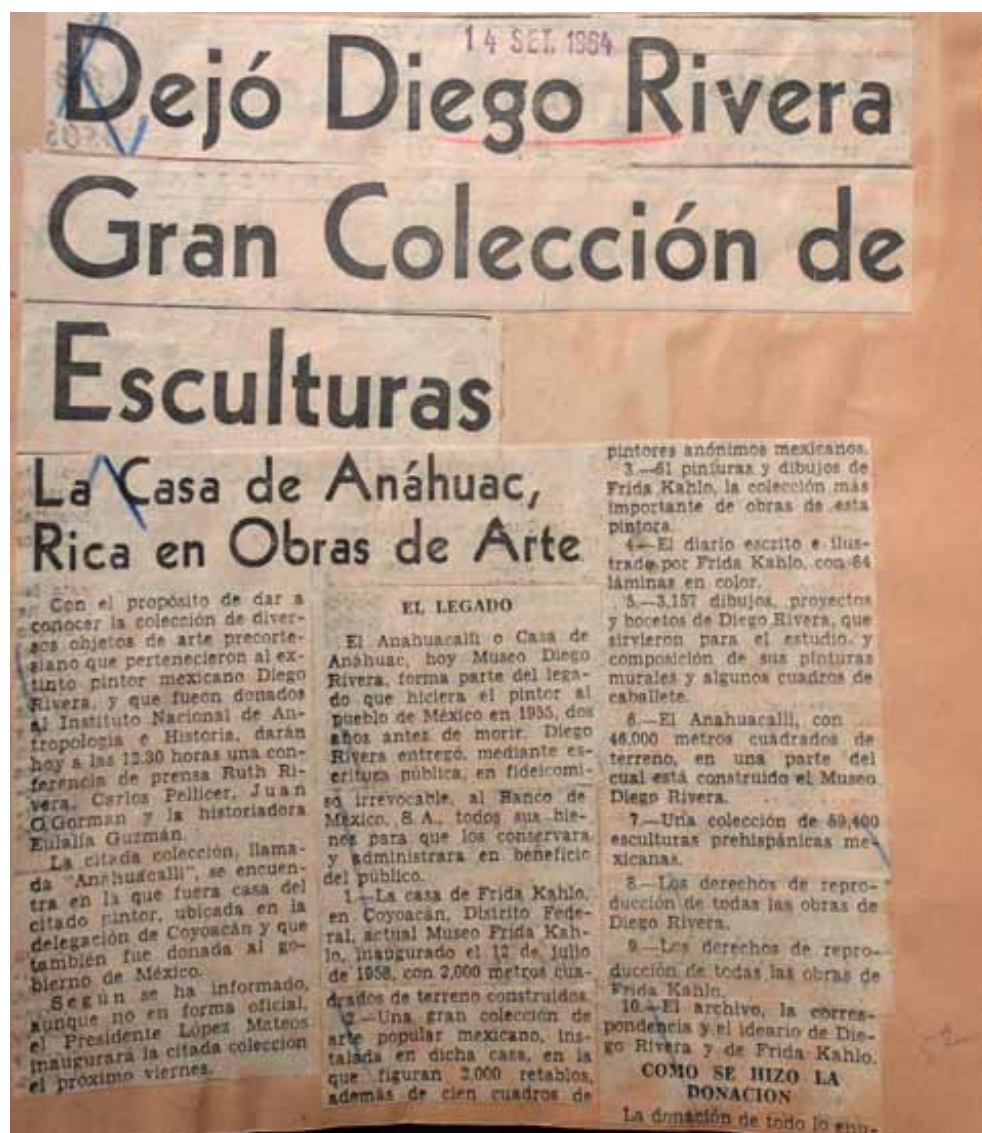 14 SET. 1964
Dejó Diego Rivera
Gran Colección de
Esculturas
La Casa de Anáhuac,
Rica en Obras de Arte
Con el propósito de dar a
conocer la colección de diver-
sos objetos de arte precorte-
siano que pertenecieron al ex-
tinto pintor mexicano Diego
Rivera, y que fueon donados
al Instituto Nacional de An-
tropología e Historia, darán
hoy a las 12.30 horas una con-
ferencia de prensa Ruth Ri-
vera, Carlos Pellicer, Juan
O'Gorman y la historiadora
Eulalia Guzmán.
La citada colección, llama-
da "Anahuacalli", se encuen-
tra en la que fuera casa del
citado pintor, ubicada en la
delegación de Coyoacán y que
también fue donada al go-
bierno de México.
Según se ha informado,
aunque no en forma oficial,
el Presidente López Mateos
inaugurará la citada colección
el próximo viernes.
EL LEGADO
El Anahuacalli o Casa de
Anáhuac, hoy Museo Diego
Rivera, forma parte del lega-
do que hiciera el pintor al
pueblo de México en 1955, dos
años antes de morir. Diego
Rivera entregó, mediante es-
critura pública, en fideicomi-
so irrevocable, al Banco de
México, S.A., todos sus bie-
nes para que los conservara
y administrara en beneficio
del público.
1.—La casa de Frida Kahlo,
en Coyoacán, Distrito Fede-
ral, actual Museo Frida Kah-
lo, inaugurado el 12 de julio
de 1958, con 2,000 metros cua-
drados de terreno construidos.
2.—Una gran colección de
arte popular mexicano, ins-
talada en dicha casa, en la
que figuran 2,000 retablos,
además de cien cuadros de
pintores anónimos mexicanos.
3.—61 pinturas y dibujos de
Frida Kahlo, la colección más
importante de obras de esta
pintora.
4.—El diario escrito e ilus-
trado por Frida Kahlo, con 64
láminas en color.
5.—3,157 dibujos, proyectos
y bocetos de Diego Rivera, que
sirvieron para el estudio y
composición de sus pinturas
murales y algunos cuadros de
caballete.
6.—El Anahuacalli, con
46,000 metros cuadrados de
terreno, en una parte del
cual está construido el Museo
Diego Rivera.
7.—Una colección de 59,400
esculturas prehispánicas me-
xicanas.
8.—Los derechos de repro-
ducción de todas las obras de
Diego Rivera.
9.—Los derechos de repro-
ducción de todas las obras de
Frida Kahlo.
10.—El archivo, la corres-
pondencia y el ideario de Die-
go Rivera y de Frida Kahlo.
COMO SE HIZO LA
DONACION
La donación de todo lo enu-